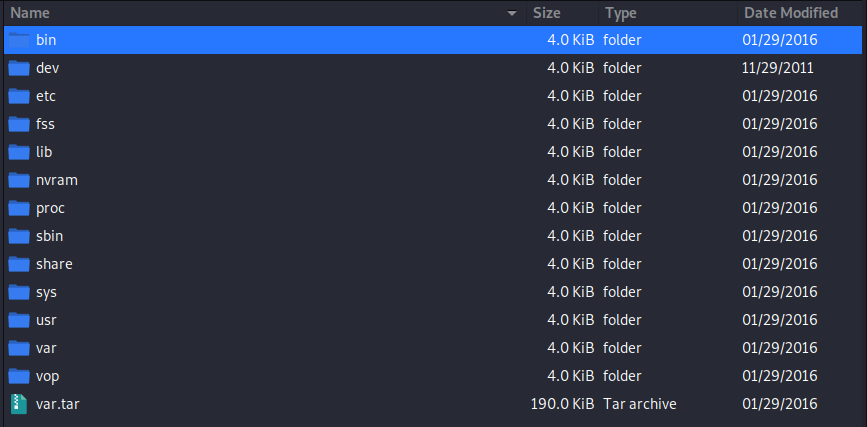 Name Size Type Date Modified
bin 4.0 KiB folder 01/29/2016
dev 4.0 KiB folder 11/29/2011
etc 4.0 KiB folder 01/29/2016
fss 4.0 KiB folder 01/29/2016
lib 4.0 KiB folder 01/29/2016
nvram 4.0 KiB folder 01/29/2016
proc 4.0 KiB folder 01/29/2016
sbin 4.0 KiB folder 01/29/2016
share 4.0 KiB folder 01/29/2016
sys 4.0 KiB folder 01/29/2016
usr 4.0 KiB folder 01/29/2016
var 4.0 KiB folder 01/29/2016
vop 4.0 KiB folder 01/29/2016
var.tar 190.0 KiB Tar archive 01/29/2016